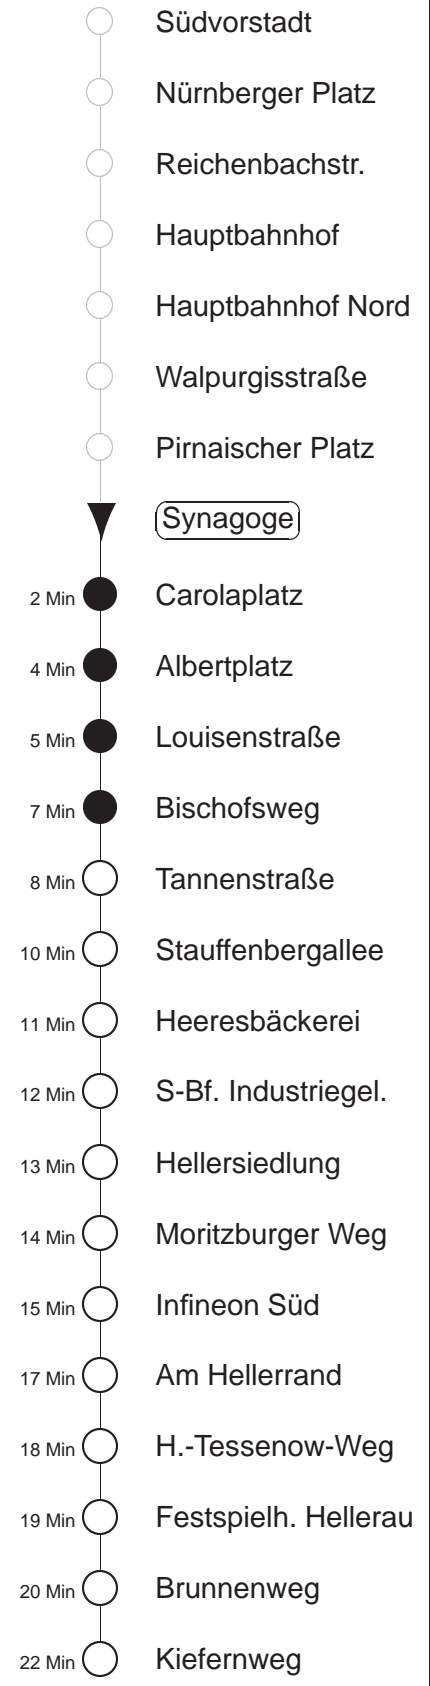 Südvorstadt
Nürnberger Platz
Reichenbachstr.
Hauptbahnhof
Hauptbahnhof Nord
Walpurgisstraße
Pirnaischer Platz
Synagoge
2 Min Carolaplatz
4 Min Albertplatz
5 Min Louisenstraße
7 Min Bischofsweg
8 Min Tannenstraße
10 Min Stauffenbergallee
11 Min Heeresbäckerei
12 Min S-Bf. Industriegel.
13 Min Hellersiedlung
14 Min Moritzburger Weg
15 Min Infineon Süd
17 Min Am Hellerrand
18 Min H.-Tessenow-Weg
19 Min Festspielh. Hellerau
20 Min Brunnenweg
22 Min Kiefernweg